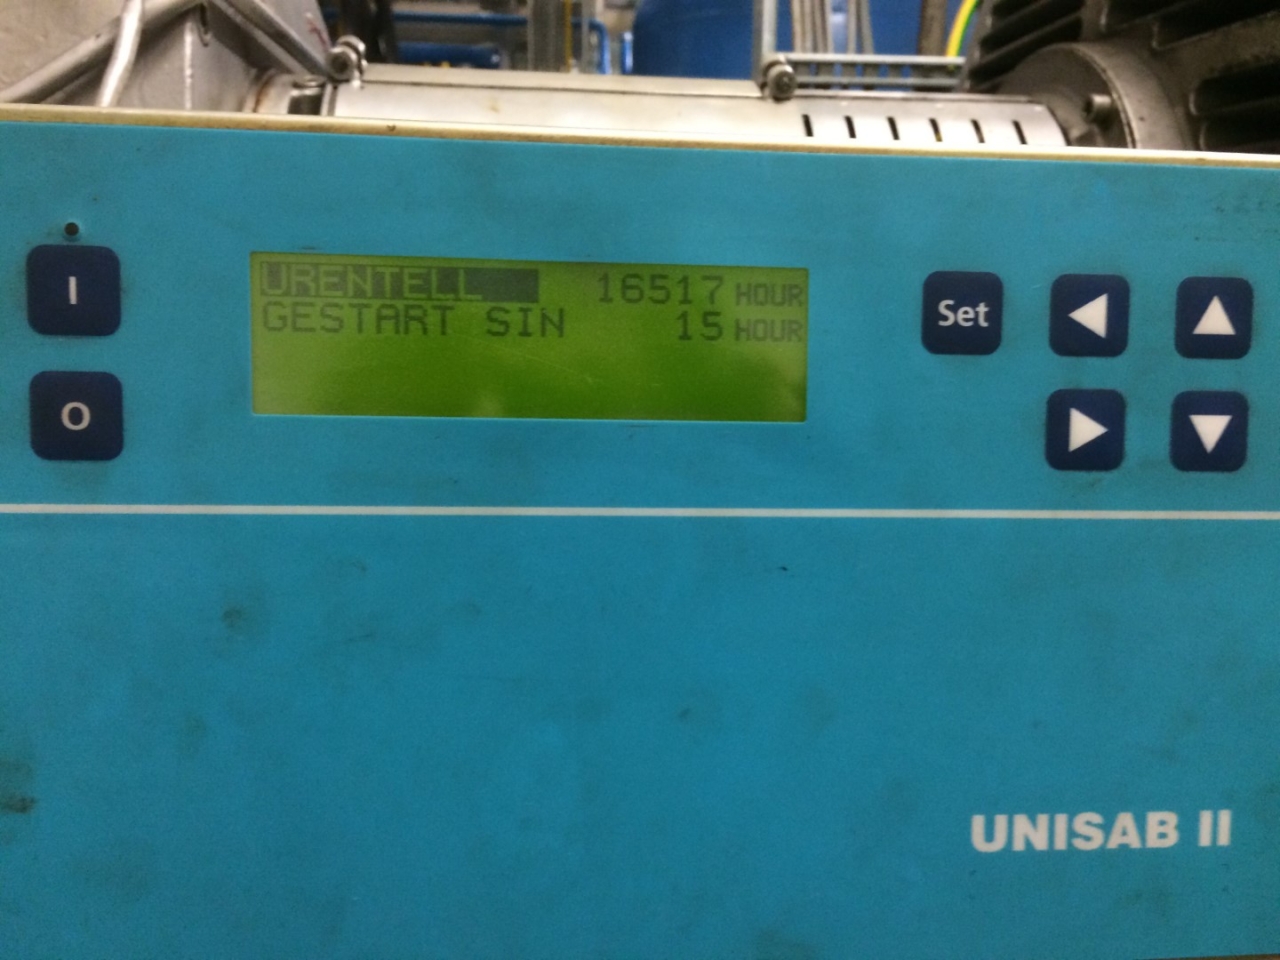 URENTELL 16517 HOUR
GESTART SIN 15 HOUR
I
O
Set
UNISAB II